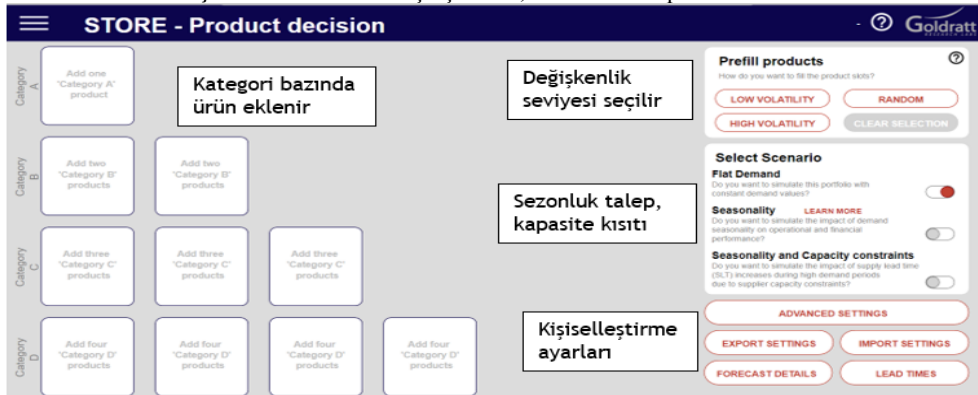 STORE - Product decision
Goldratt
RESEARCH LABS
Category
A
Add one
'Category A'
product
Kategori bazında
ürün eklenir
Değişkenlik
seviyesi seçilir
Prefill products
How do you want to fill the product slots?
LOW VOLATILITY
RANDOM
HIGH VOLATILITY
CLEAR SELECTION
Category
B
Add two
'Category B'
products
Add two
'Category B'
products
Sezonluk talep,
kapasite kısıtı
Select Scenario
Flat Demand
Do you want to simulate this portfolio with
constant demand values?
Seasonality LEARN MORE
Do you want to simulate the impact of demand
seasonality on operational and financial
performance?
Seasonality and Capacity constraints
Do you want to simulate the impact of supply lead time
(SLT) increases during high demand periods
due to supplier capacity constraints?
Category
C
Add three
'Category C'
products
Add three
'Category C'
products
Add three
'Category C'
products
Kişiselleştirme
ayarları
ADVANCED SETTINGS
EXPORT SETTINGS
IMPORT SETTINGS
FORECAST DETAILS
LEAD TIMES
Category
D
Add four
'Category D'
products
Add four
'Category D'
products
Add four
'Category D'
products
Add four
'Category D'
products